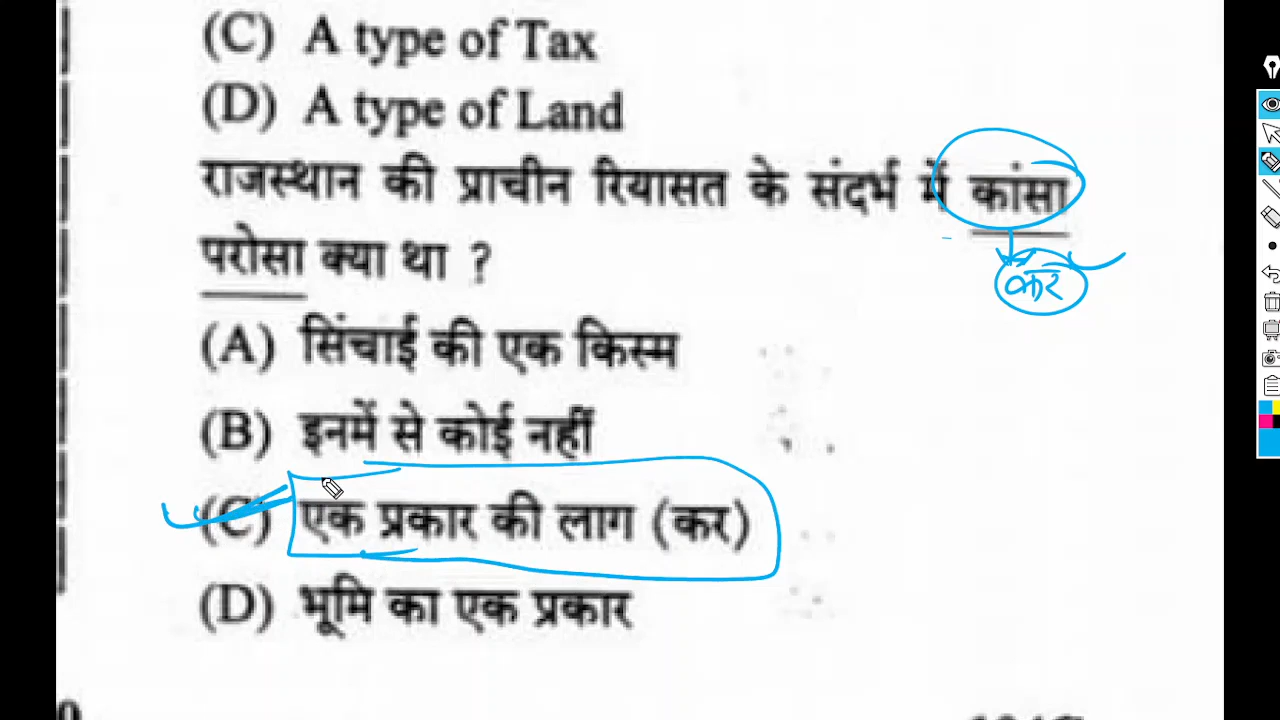 (C) A type of Tax
(D) A type of Land
राजस्थान की प्राचीन रियासत के संदर्भ में कांसा
परोसा क्या था ?
कर
(A) सिंचाई की एक किस्म
(B) इनमें से कोई नहीं
(C) एक प्रकार की लाग (कर)
(D) भूमि का एक प्रकार